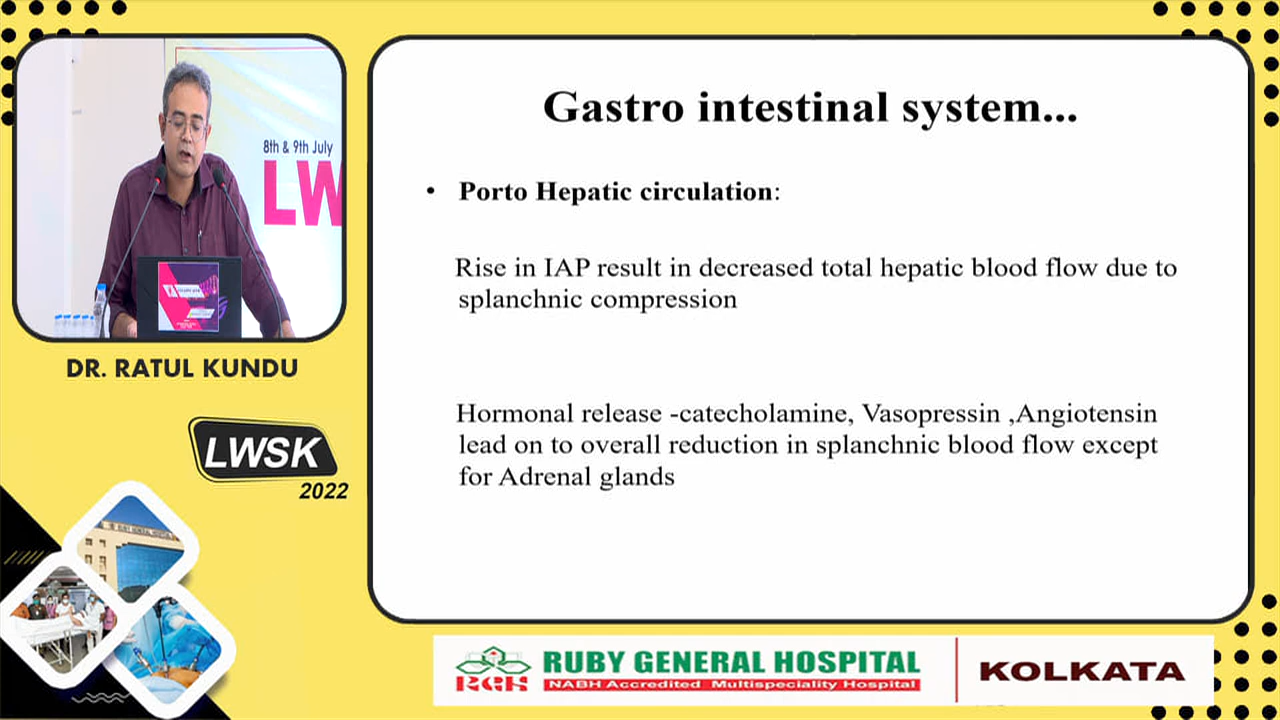 8th & 9th July
LW
DR. RATUL KUNDU
LWSK
2022
Gastro intestinal system...
• Porto Hepatic circulation:
Rise in IAP result in decreased total hepatic blood flow due to
splanchnic compression
Hormonal release -catecholamine, Vasopressin ,Angiotensin
lead on to overall reduction in splanchnic blood flow except
for Adrenal glands
RUBY GENERAL HOSPITAL
RGH
NABH Accredited Multispeciality Hospital
KOLKATA